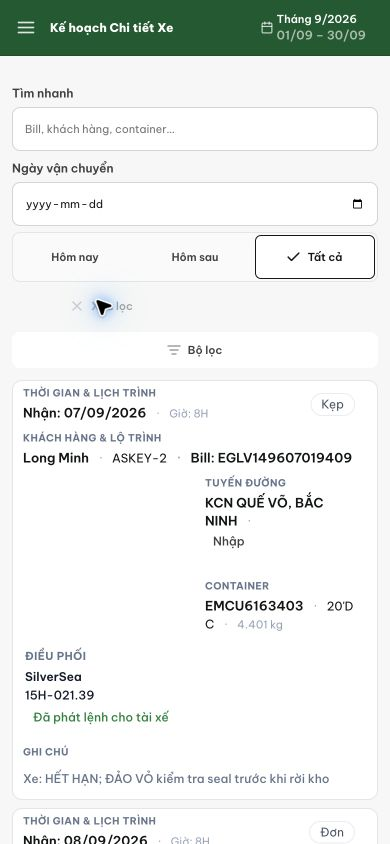 Kế hoạch Chi tiết Xe
Tháng 9/2026
01/09 – 30/09
Tìm nhanh
Bill, khách hàng, container...
Ngày vận chuyển
yyyy-mm-dd
Hôm nay
Hôm sau
Tất cả
lọc
Bộ lọc
THỜI GIAN & LỊCH TRÌNH
Kẹp
Nhận: 07/09/2026 · Giờ: 8H
KHÁCH HÀNG & LỘ TRÌNH
Long Minh · ASKEY-2 · Bill: EGLV149607019409
TUYẾN ĐƯỜNG
KCN QUẾ VÕ, BẮC
NINH ·
Nhập
CONTAINER
EMCU6163403 · 20'D
C · 4.401 kg
ĐIỀU PHỐI
SilverSea
15H-021.39
Đã phát lệnh cho tài xế
GHI CHÚ
Xe: HẾT HẠN; ĐẢO VỎ kiểm tra seal trước khi rời kho
THỜI GIAN & LỊCH TRÌNH
Đơn
Nhận: 08/09/2026 · Giờ: 8H